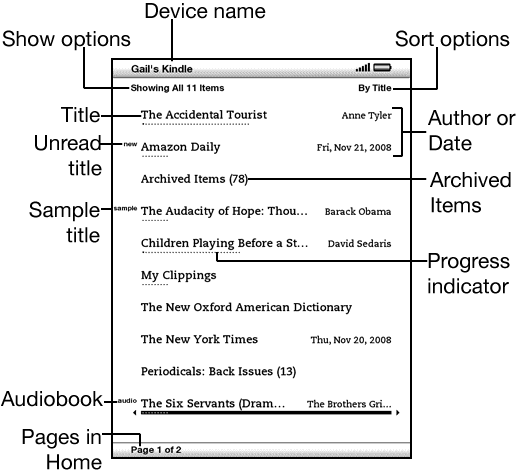 Device name
Show options
Sort options
Gail's Kindle
Showing All 11 Items By Title
Title
The Accidental Tourist Anne Tyler
Author or
Date
Unread
title
new Amazon Daily Fri, Nov 21, 2008
Archived Items (78)
Archived
Items
Sample
title
sample The Audacity of Hope: Thou... Barack Obama
Children Playing Before a St... David Sedaris
Progress
indicator
My Clippings
The New Oxford American Dictionary
The New York Times Thu, Nov 20, 2008
Periodicals: Back Issues (13)
Audiobook
audio The Six Servants (Dram... The Brothers Gri...
Pages in
Home
Page 1 of 2